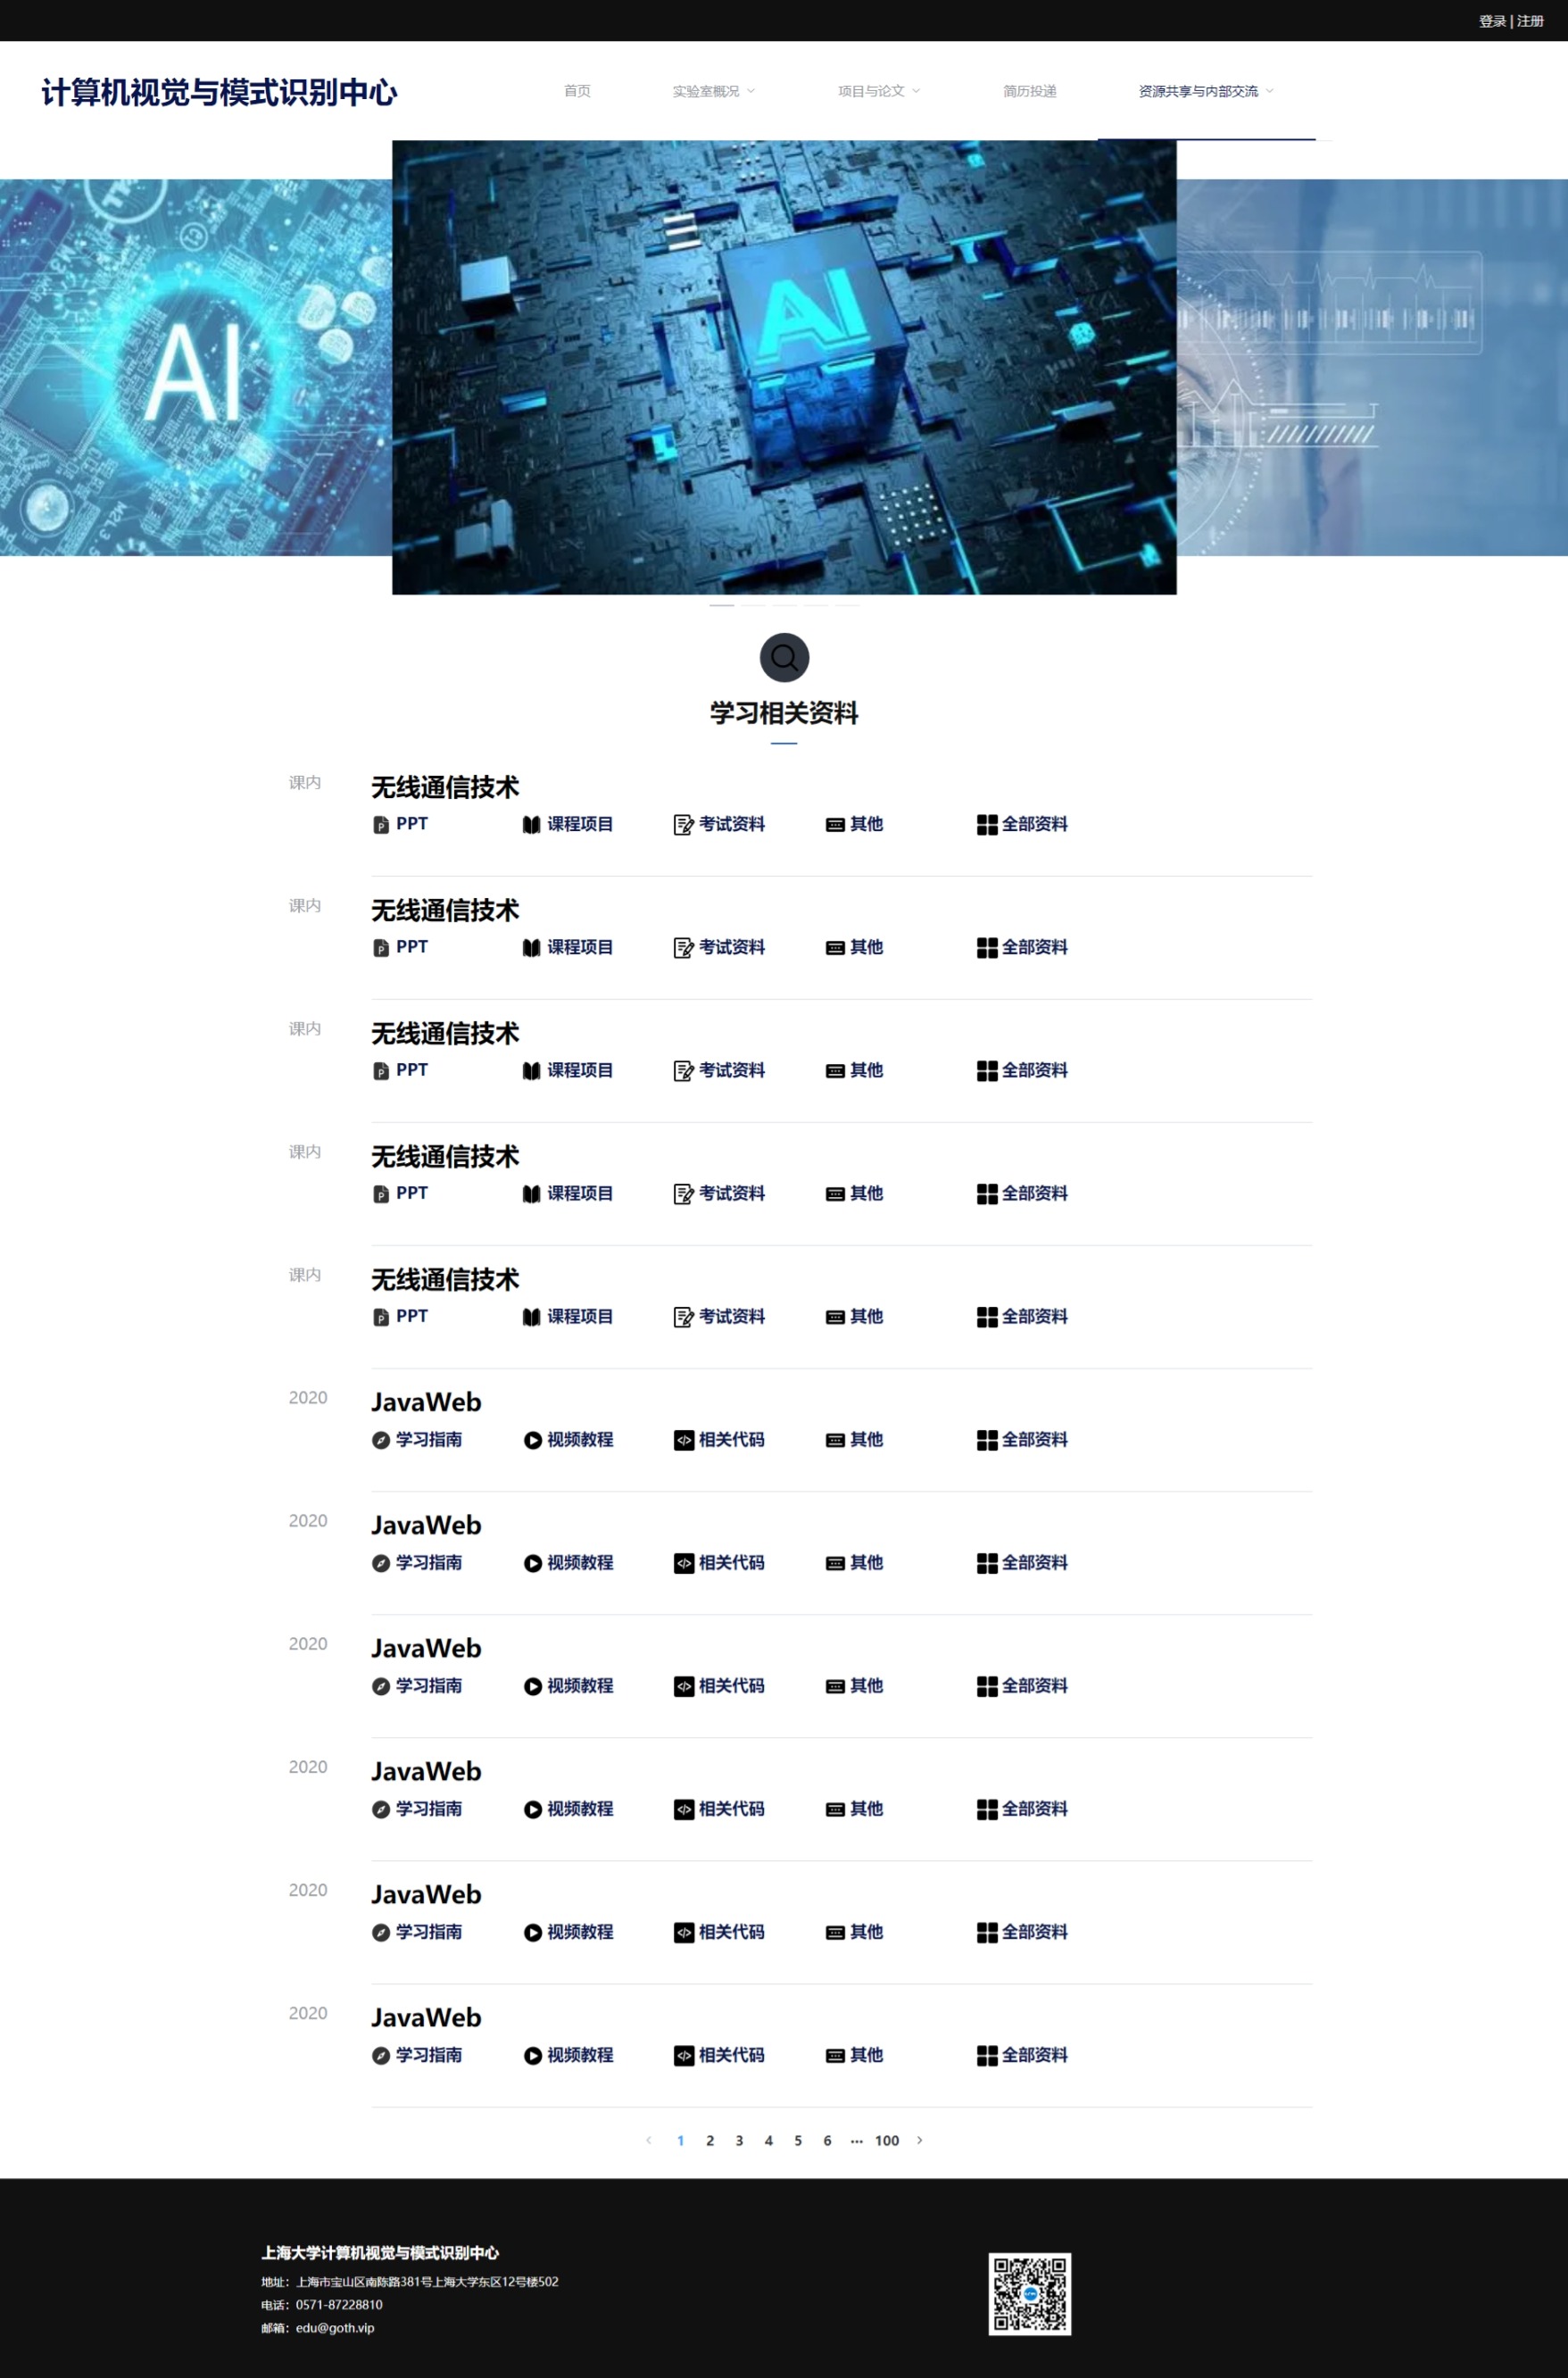 登录 | 注册
计算机视觉与模式识别中心
首页 实验室概况 项目与论文 简历投递 资源共享与内部交流
AI
AI
学习相关资料
课内 无线通信技术
PPT 课程项目 考试资料 其他 全部资料
课内 无线通信技术
PPT 课程项目 考试资料 其他 全部资料
课内 无线通信技术
PPT 课程项目 考试资料 其他 全部资料
课内 无线通信技术
PPT 课程项目 考试资料 其他 全部资料
课内 无线通信技术
PPT 课程项目 考试资料 其他 全部资料
2020 JavaWeb
学习指南 视频教程 相关代码 其他 全部资料
2020 JavaWeb
学习指南 视频教程 相关代码 其他 全部资料
2020 JavaWeb
学习指南 视频教程 相关代码 其他 全部资料
2020 JavaWeb
学习指南 视频教程 相关代码 其他 全部资料
2020 JavaWeb
学习指南 视频教程 相关代码 其他 全部资料
2020 JavaWeb
学习指南 视频教程 相关代码 其他 全部资料
1 2 3 4 5 6 ··· 100
上海大学计算机视觉与模式识别中心
地址：上海市宝山区南陈路381号上海大学东区12号楼502
电话：0571-87228810
邮箱：edu@goth.vip